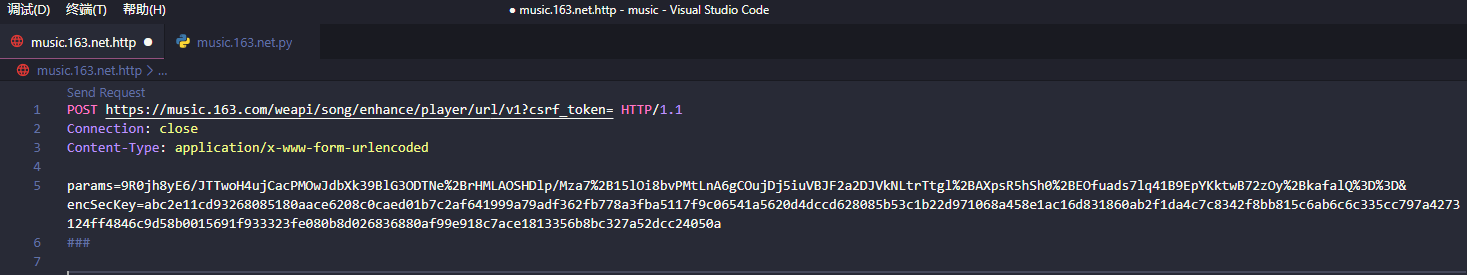 调试(D) 终端(T) 帮助(H) ● music.163.net.http - music - Visual Studio Code
music.163.net.http ● music.163.net.py
music.163.net.http > ...
Send Request
1 POST https://music.163.com/weapi/song/enhance/player/url/v1?csrf_token= HTTP/1.1
2 Connection: close
3 Content-Type: application/x-www-form-urlencoded
4
5 params=9R0jh8yE6/JTTwoH4ujCacPMOwJdbXk39BlG3ODTNe%2BrHMLAOSHDlp/Mza7%2B15lOi8bvPMtLnA6gCOujDj5iuVBJF2a2DJVkNLtrTtgl%2BAXpsR5hSh0%2BEOfuads7lq41B9EpYKktwB72zOy%2BkafalQ%3D%3D&
encSecKey=abc2e11cd93268085180aace6208c0caed01b7c2af641999a79adf362fb778a3fba5117f9c06541a5620d4dccd628085b53c1b22d971068a458e1ac16d831860ab2f1da4c7c8342f8bb815c6ab6c6c335cc797a4273
124ff4846c9d58b0015691f933323fe080b8d026836880af99e918c7ace1813356b8bc327a52dcc24050a
6 ###
7